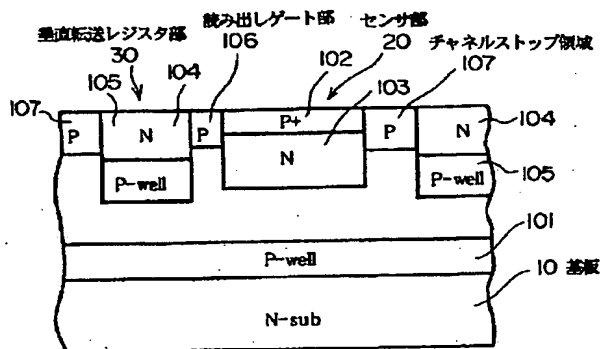 垂直転送レジスタ部
30
読み出しゲート部
106
センサ部
20
チャネルストップ領域
107
105
104
102
103
107
P
N
P
P+
N
P
N
104
P-well
P-well
105
P-well
101
N-sub
10 基板